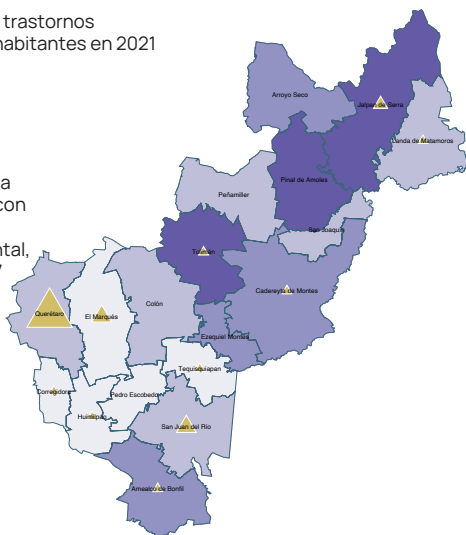 trastornos
habitantes en 2021
Arroyo Seco
Jalpan de Serra
Landa de Matamoros
a
con
Pinal de Amoles
Peñamiller
San Joaquín
ntal,
Tolimán
Cadereyta de Montes
Querétaro
El Marqués
Colón
Ezequiel Montes
Tequisquiapan
Corregidora
Pedro Escobedo
Huimilpan
San Juan del Río
Amealco de Bonfil